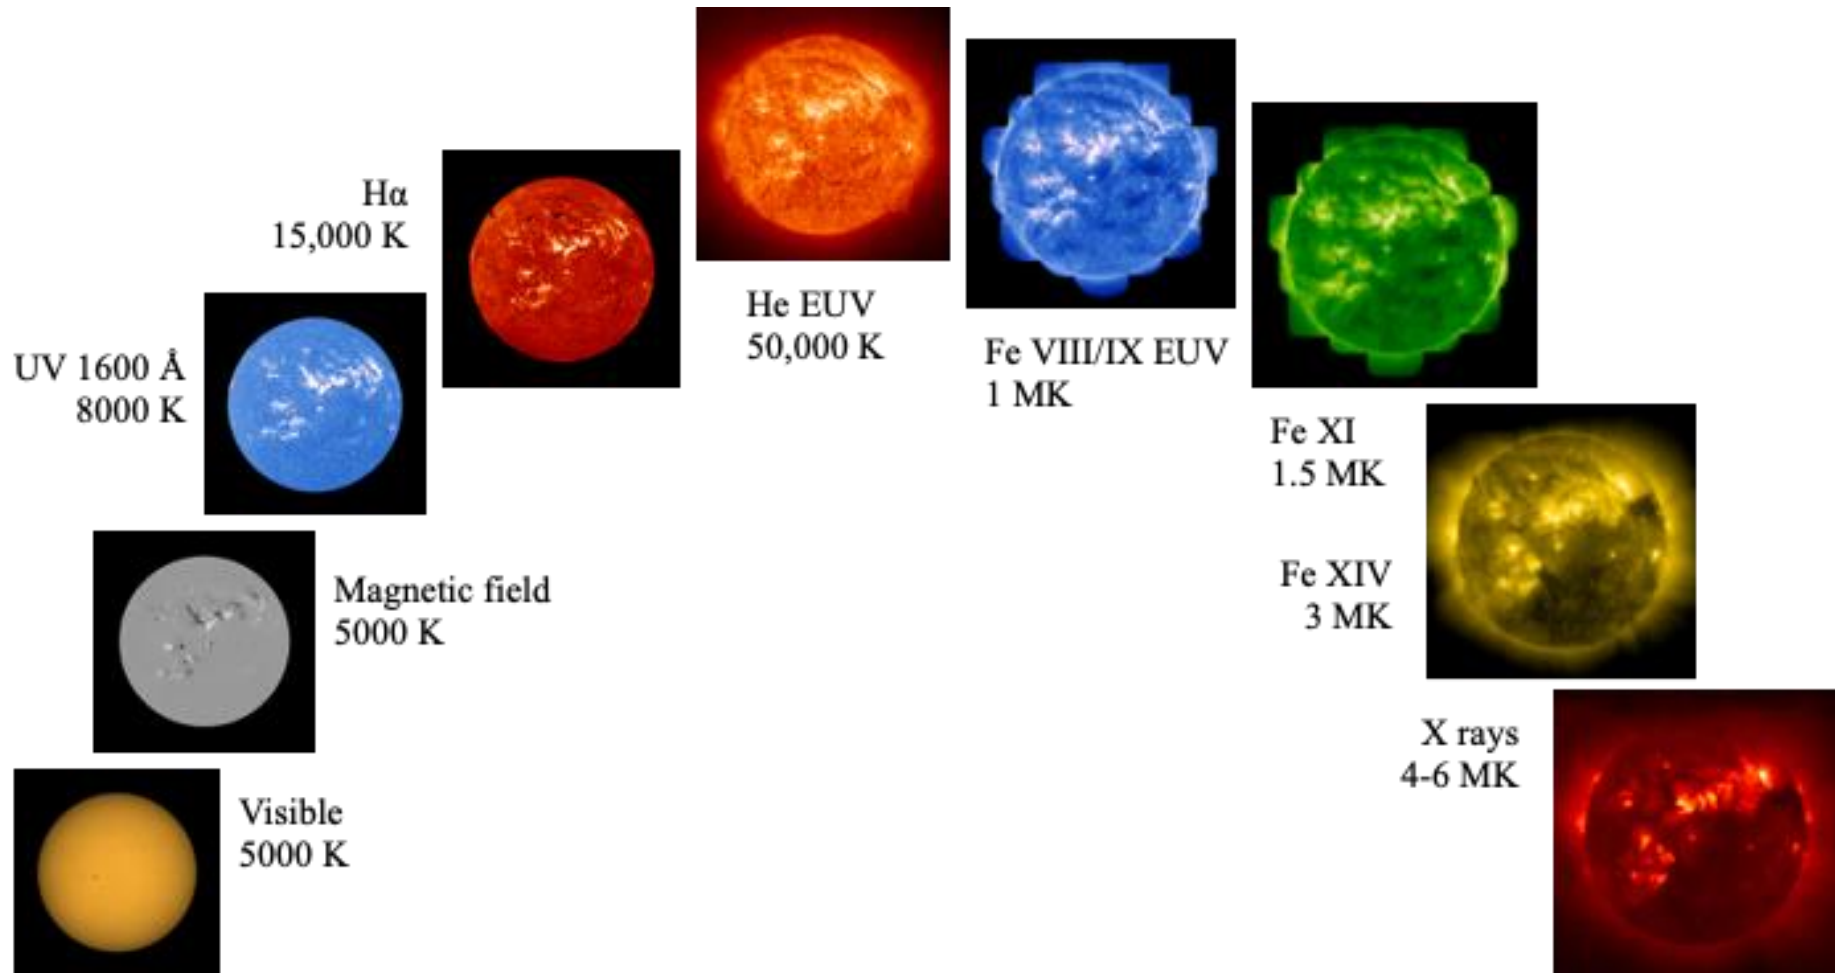 Hα
15,000 K
He EUV
50,000 K
Fe VIII/IX EUV
1 MK
UV 1600 Å
8000 K
Fe XI
1.5 MK
Magnetic field
5000 K
Fe XIV
3 MK
X rays
4-6 MK
Visible
5000 K